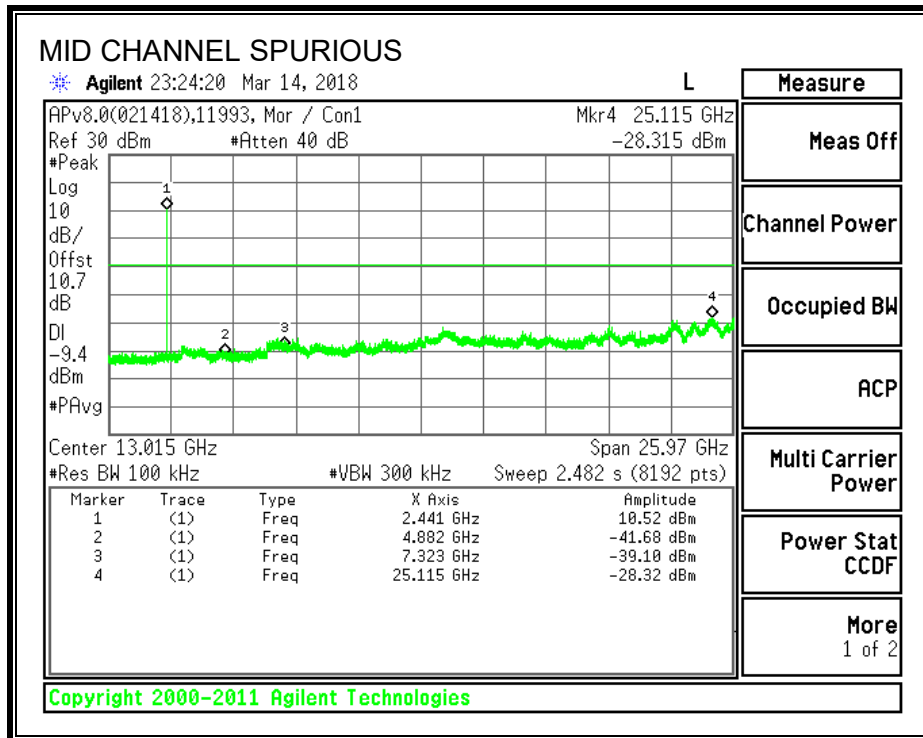 MID CHANNEL SPURIOUS
Agilent 23:24:20 Mar 14, 2018 L
APv8.0(021418),11993, Mor / Con1 Mkr4 25.115 GHz
Ref 30 dBm #Atten 40 dB -28.315 dBm
#Peak
Log
10
dB/
Offst
10.7
dB
DI
-9.4
dBm
#PAvg
1
2
3
4
Center 13.015 GHz Span 25.97 GHz
#Res BW 100 kHz #VBW 300 kHz Sweep 2.482 s (8192 pts)
Marker Trace Type X Axis Amplitude
1 (1) Freq 2.441 GHz 10.52 dBm
2 (1) Freq 4.882 GHz -41.68 dBm
3 (1) Freq 7.323 GHz -39.10 dBm
4 (1) Freq 25.115 GHz -28.32 dBm
Measure
Meas Off
Channel Power
Occupied BW
ACP
Multi Carrier
Power
Power Stat
CCDF
More
1 of 2
Copyright 2000-2011 Agilent Technologies